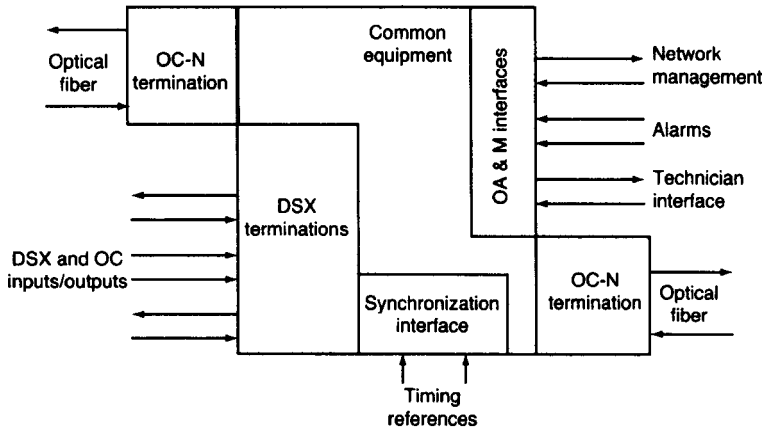 Optical
fiber
OC-N
termination
Common
equipment
OA & M interfaces
Network
management
Alarms
Technician
interface
DSX
terminations
DSX and OC
inputs/outputs
Synchronization
interface
OC-N
termination
Optical
fiber
Timing
references